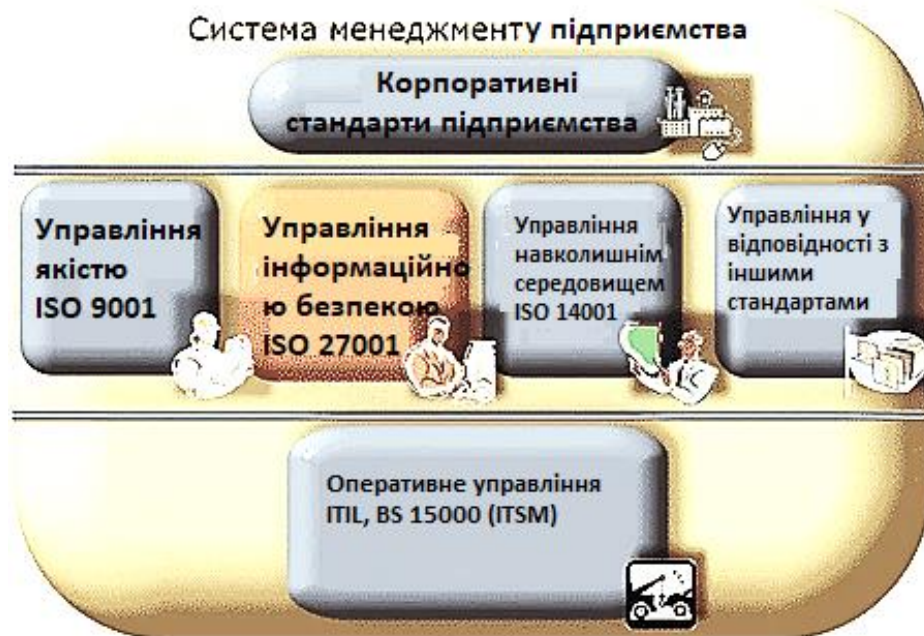 Система менеджменту підприємства
Корпоративні
стандарти підприємства
Управління
якістю
ISO 9001
Управління
інформаційно
ю безпекою
ISO 27001
Управління
навколишнім
середовищем
ISO 14001
Управління у
відповідності з
іншими
стандартами
Оперативне управління
ITIL, BS 15000 (ITSM)